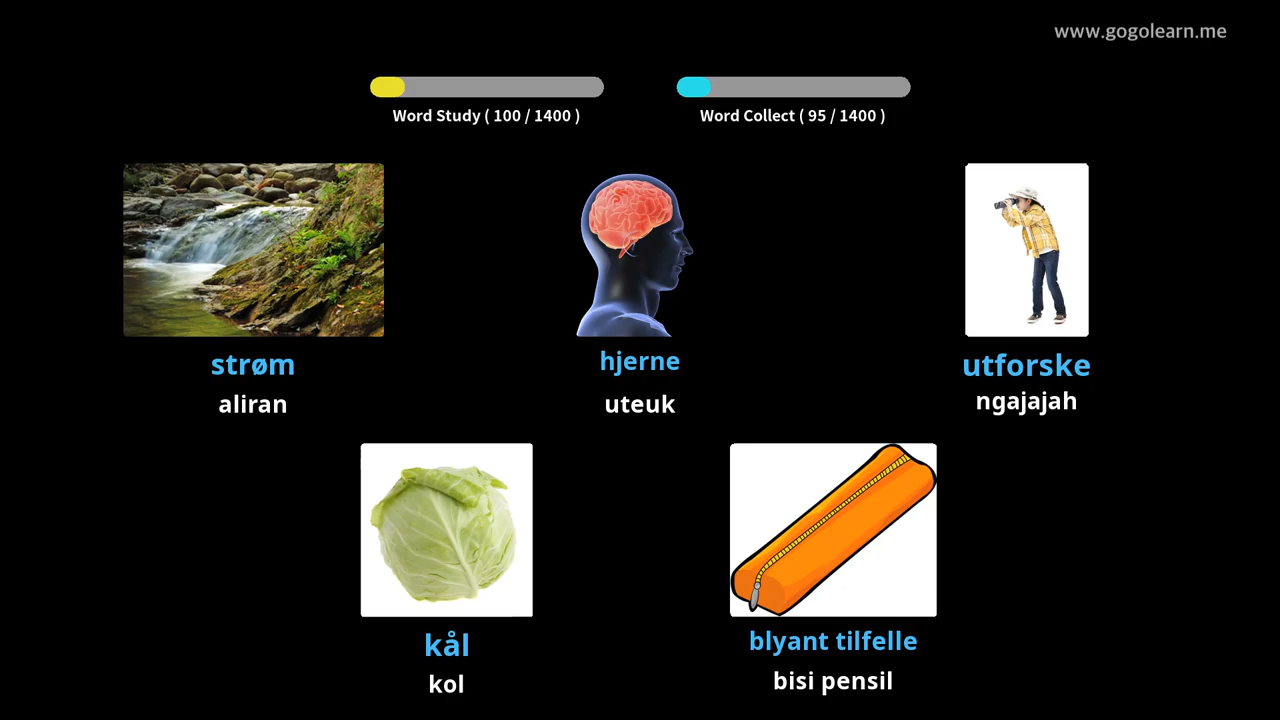 www.gogolearn.me
Word Study ( 100 / 1400 )
Word Collect ( 95 / 1400 )
strøm
aliran
hjerne
uteuk
utforske
ngajajah
kål
kol
blyant tilfelle
bisi pensil